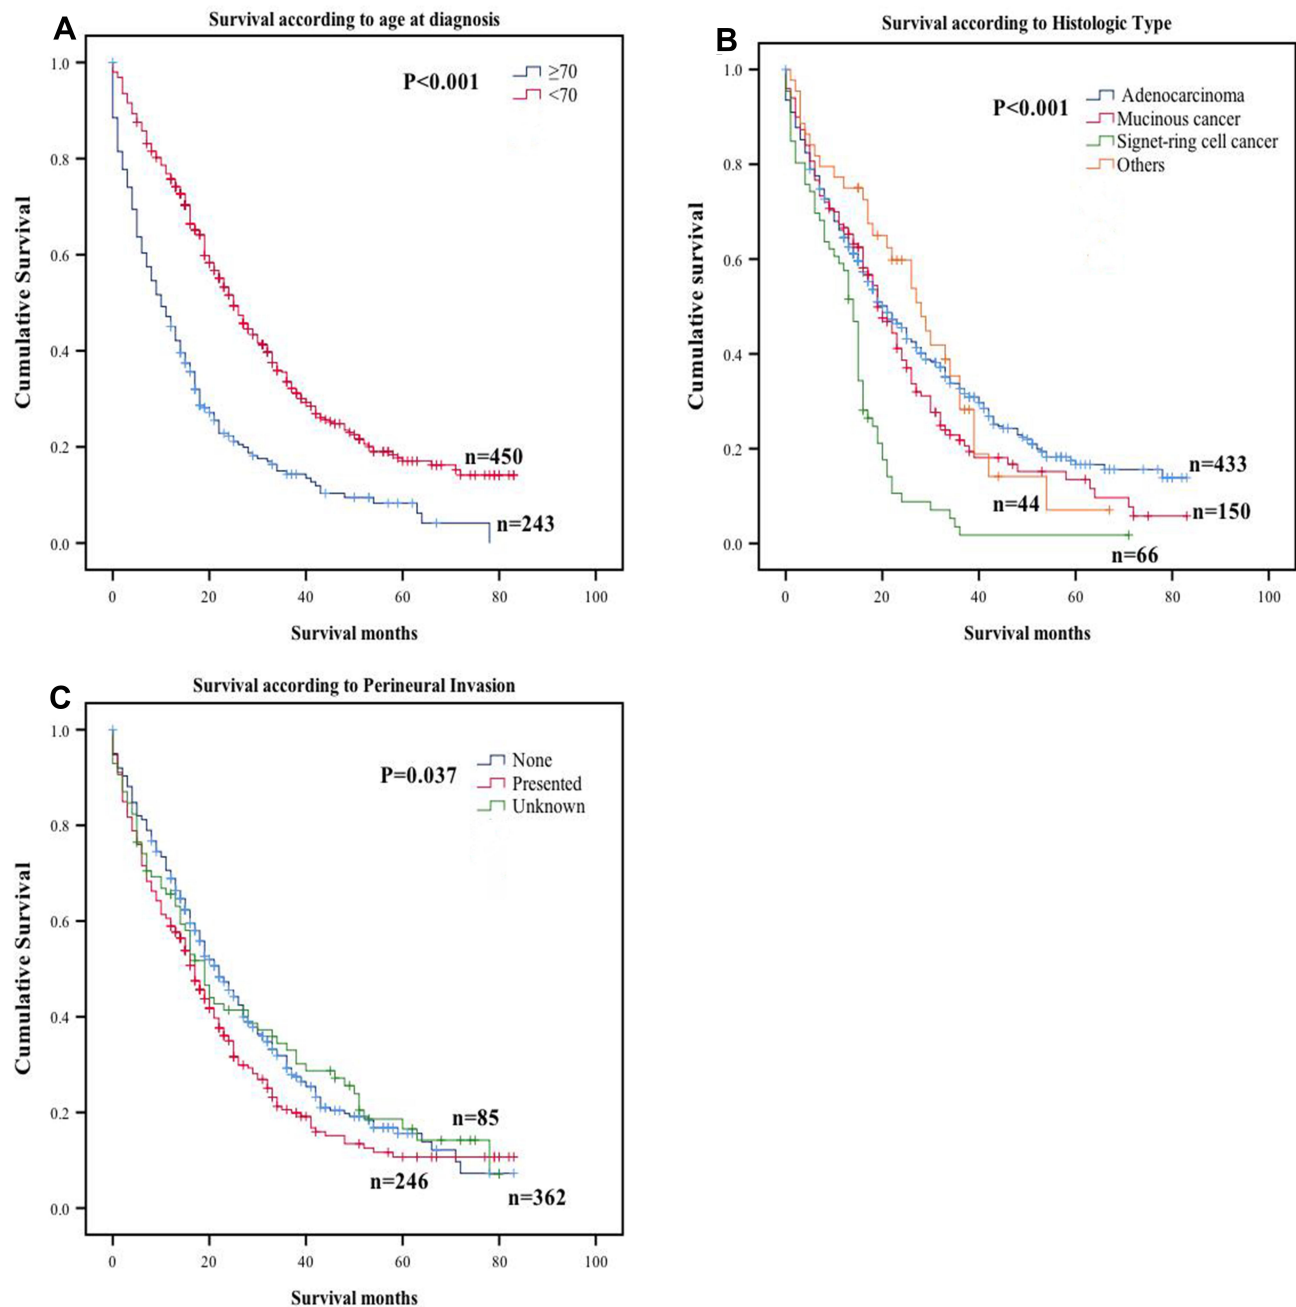 A
Survival according to age at diagnosis
P<0.001
≥70
<70
Cumulative Survival
1.0
0.8
0.6
0.4
0.2
0.0
n=450
n=243
0 20 40 60 80 100
Survival months
B
Survival according to Histologic Type
P<0.001
Adenocarcinoma
Mucinous cancer
Signet-ring cell cancer
Others
Cumulative survival
1.0
0.8
0.6
0.4
0.2
0.0
n=433
n=44
n=150
n=66
0 20 40 60 80 100
Survival months
C
Survival according to Perineural Invasion
P=0.037
None
Presented
Unknown
Cumulative Survival
1.0
0.8
0.6
0.4
0.2
0.0
n=85
n=246
n=362
0 20 40 60 80 100
Survival months